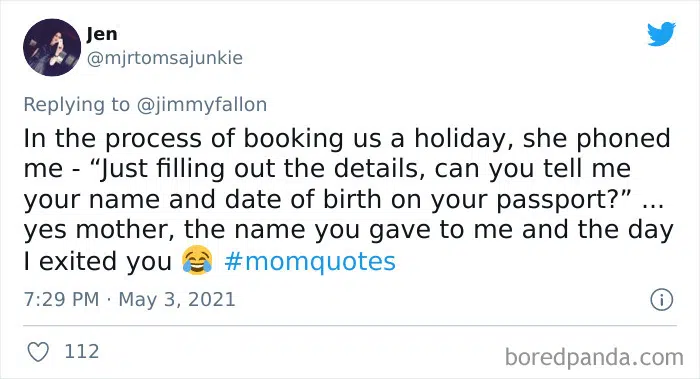 Jen
@mjrtomsajunkie
Replying to @jimmyfallon
In the process of booking us a holiday, she phoned
me - “Just filling out the details, can you tell me
your name and date of birth on your passport?” ...
yes mother, the name you gave to me and the day
I exited you 😂 #momquotes
7:29 PM · May 3, 2021
112
boredpanda.com